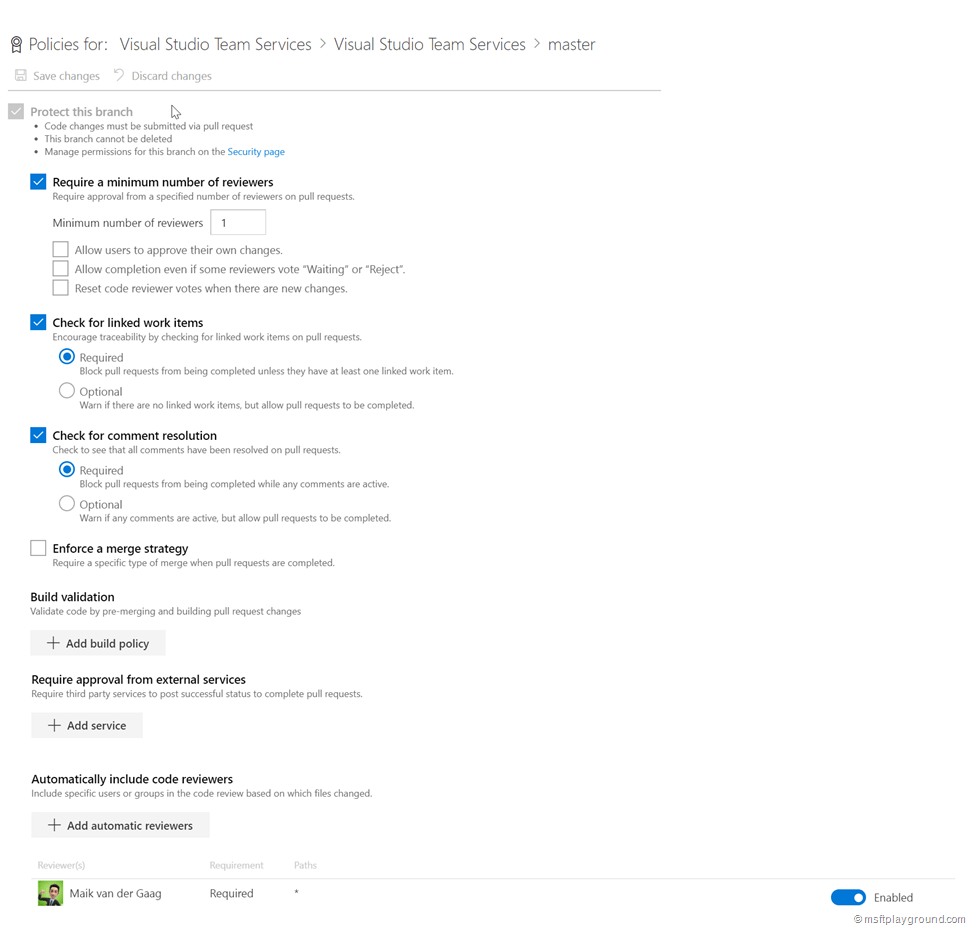 Policies for: Visual Studio Team Services > Visual Studio Team Services > master
Save changes Discard changes
Protect this branch
• Code changes must be submitted via pull request
• This branch cannot be deleted
• Manage permissions for this branch on the Security page
Require a minimum number of reviewers
Require approval from a specified number of reviewers on pull requests.
Minimum number of reviewers 1
Allow users to approve their own changes.
Allow completion even if some reviewers vote "Waiting" or "Reject".
Reset code reviewer votes when there are new changes.
Check for linked work items
Encourage traceability by checking for linked work items on pull requests.
Required
Block pull requests from being completed unless they have at least one linked work item.
Optional
Warn if there are no linked work items, but allow pull requests to be completed.
Check for comment resolution
Check to see that all comments have been resolved on pull requests.
Required
Block pull requests from being completed while any comments are active.
Optional
Warn if any comments are active, but allow pull requests to be completed.
Enforce a merge strategy
Require a specific type of merge when pull requests are completed.
Build validation
Validate code by pre-merging and building pull request changes
+ Add build policy
Require approval from external services
Require third party services to post successful status to complete pull requests.
+ Add service
Automatically include code reviewers
Include specific users or groups in the code review based on which files changed.
+ Add automatic reviewers
Reviewer(s) Requirement Paths
Maik van der Gaag Required * Enabled
© msftplayground.com